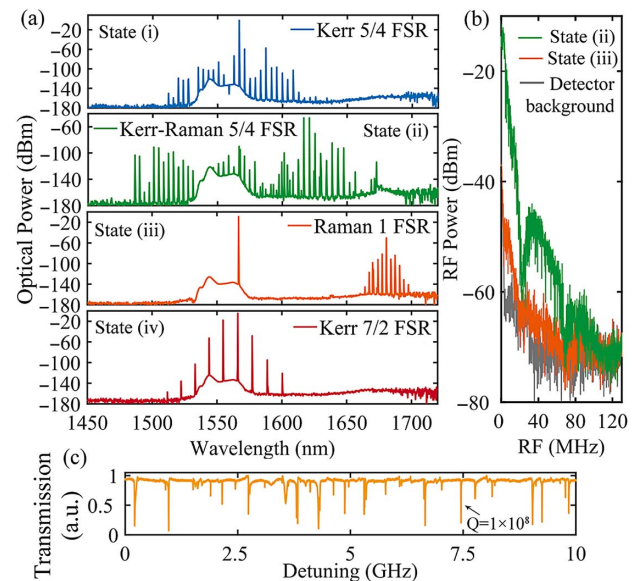 (a)
−20
−60
−100
−140
−180
State (i)
Kerr 5/4 FSR
−60
−100
−140
−180
Kerr-Raman 5/4 FSR
State (ii)
−20
−60
−100
−140
−180
State (iii)
Raman 1 FSR
−20
−60
−100
−140
−180
State (iv)
Kerr 7/2 FSR
Optical Power (dBm)
1450 1500 1550 1600 1650 1700
Wavelength (nm)
(b)
State (ii)
State (iii)
Detector
background
−20
−40
−60
−80
RF Power (dBm)
0 40 80 120
RF (MHz)
(c)
1
0.5
0
Transmission
(a.u.)
Q=1×10⁸
0 2.5 5 7.5 10
Detuning (GHz)